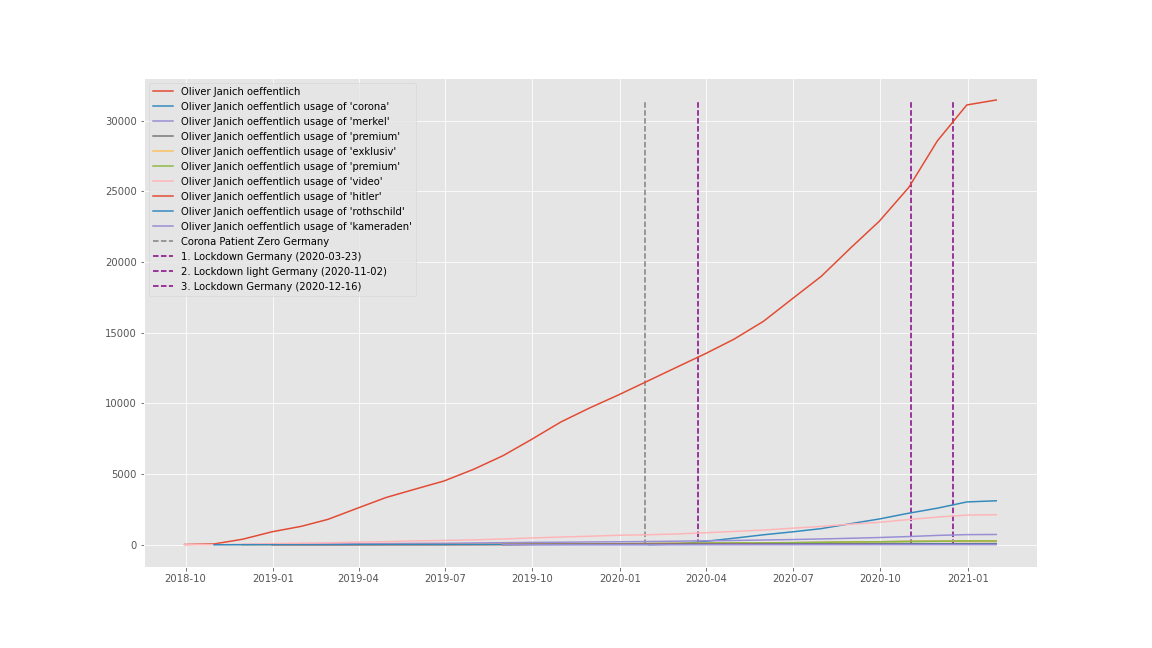 Oliver Janich oeffentlich
Oliver Janich oeffentlich usage of 'corona'
Oliver Janich oeffentlich usage of 'merkel'
Oliver Janich oeffentlich usage of 'premium'
Oliver Janich oeffentlich usage of 'exklusiv'
Oliver Janich oeffentlich usage of 'premium'
Oliver Janich oeffentlich usage of 'video'
Oliver Janich oeffentlich usage of 'hitler'
Oliver Janich oeffentlich usage of 'rothschild'
Oliver Janich oeffentlich usage of 'kameraden'
Corona Patient Zero Germany
1. Lockdown Germany (2020-03-23)
2. Lockdown light Germany (2020-11-02)
3. Lockdown Germany (2020-12-16)
30000
25000
20000
15000
10000
5000
0
2018-10 2019-01 2019-04 2019-07 2019-10 2020-01 2020-04 2020-07 2020-10 2021-01